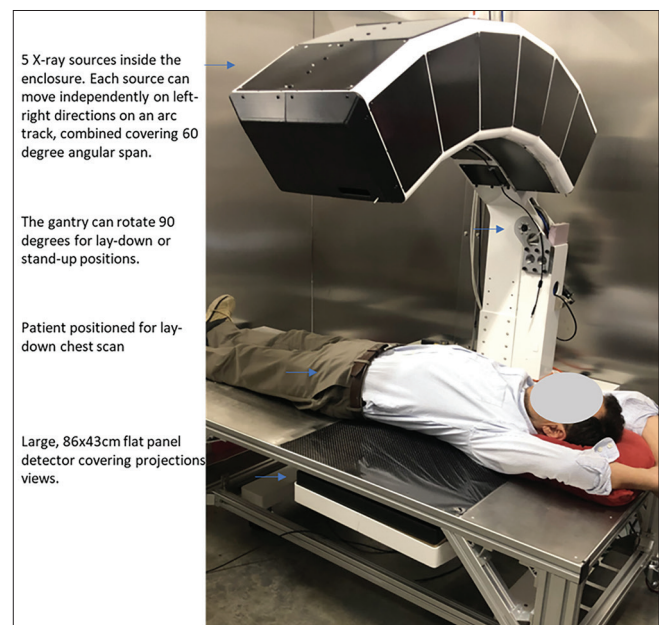 5 X-ray sources inside the
enclosure. Each source can
move independently on left-
right directions on an arc
track, combined covering 60
degree angular span.
The gantry can rotate 90
degrees for lay-down or
stand-up positions.
Patient positioned for lay-
down chest scan
Large, 86x43cm flat panel
detector covering projections
views.